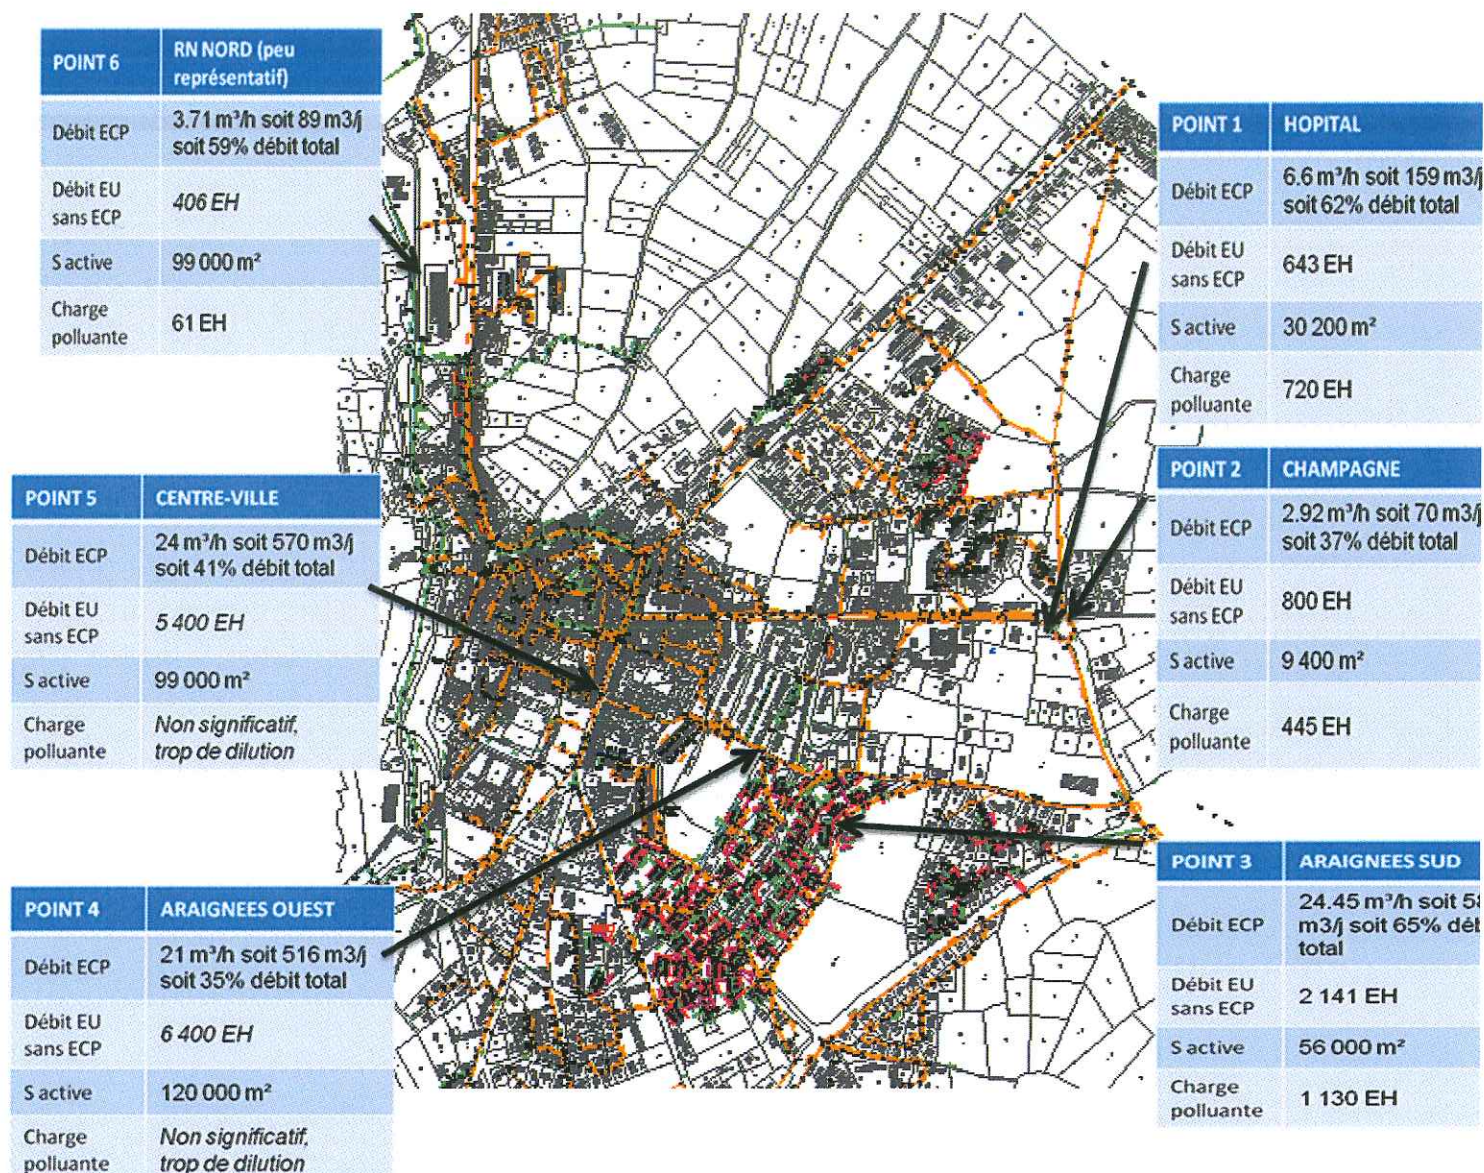 POINT 6
RN NORD (peu
représentatif)
Débit ECP
3.71 m³/h soit 89 m3/j
soit 59% débit total
Débit EU
sans ECP
406 EH
S active
99 000 m²
Charge
polluante
61 EH
POINT 1
HOPITAL
Débit ECP
6.6 m³/h soit 159 m3/j
soit 62% débit total
Débit EU
sans ECP
643 EH
S active
30 200 m²
Charge
polluante
720 EH
POINT 5
CENTRE-VILLE
Débit ECP
24 m³/h soit 570 m3/j
soit 41% débit total
Débit EU
sans ECP
5 400 EH
S active
99 000 m²
Charge
polluante
Non significatif,
trop de dilution
POINT 2
CHAMPAGNE
Débit ECP
2.92 m³/h soit 70 m3/j
soit 37% débit total
Débit EU
sans ECP
800 EH
S active
9 400 m²
Charge
polluante
445 EH
POINT 4
ARAIGNEES OUEST
Débit ECP
21 m³/h soit 516 m3/j
soit 35% débit total
Débit EU
sans ECP
6 400 EH
S active
120 000 m²
Charge
polluante
Non significatif,
trop de dilution
POINT 3
ARAIGNEES SUD
Débit ECP
24.45 m³/h soit
m3/j soit 65%
total
Débit EU
sans ECP
2 141 EH
S active
56 000 m²
Charge
polluante
1 130 EH